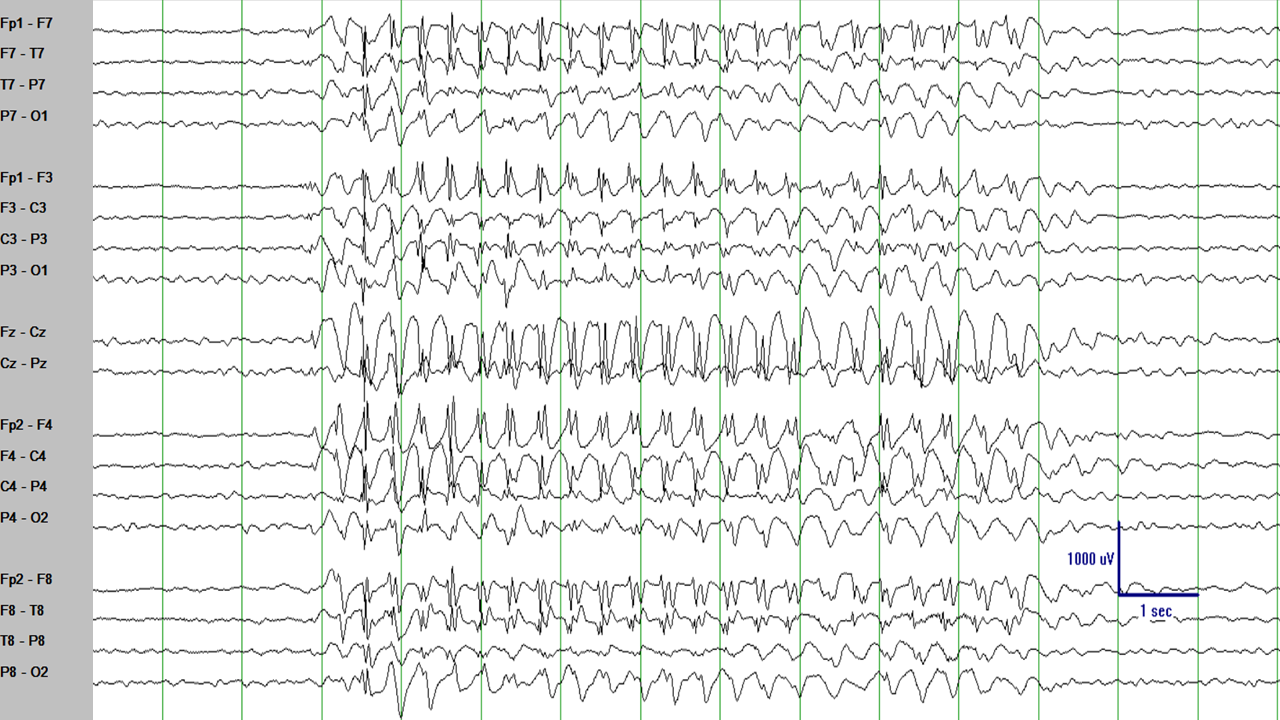 Fp1 - F7
F7 - T7
T7 - P7
P7 - O1
Fp1 - F3
F3 - C3
C3 - P3
P3 - O1
Fz - Cz
Cz - Pz
Fp2 - F4
F4 - C4
C4 - P4
P4 - O2
1000 uV
Fp2 - F8
F8 - T8
1 sec
T8 - P8
P8 - O2